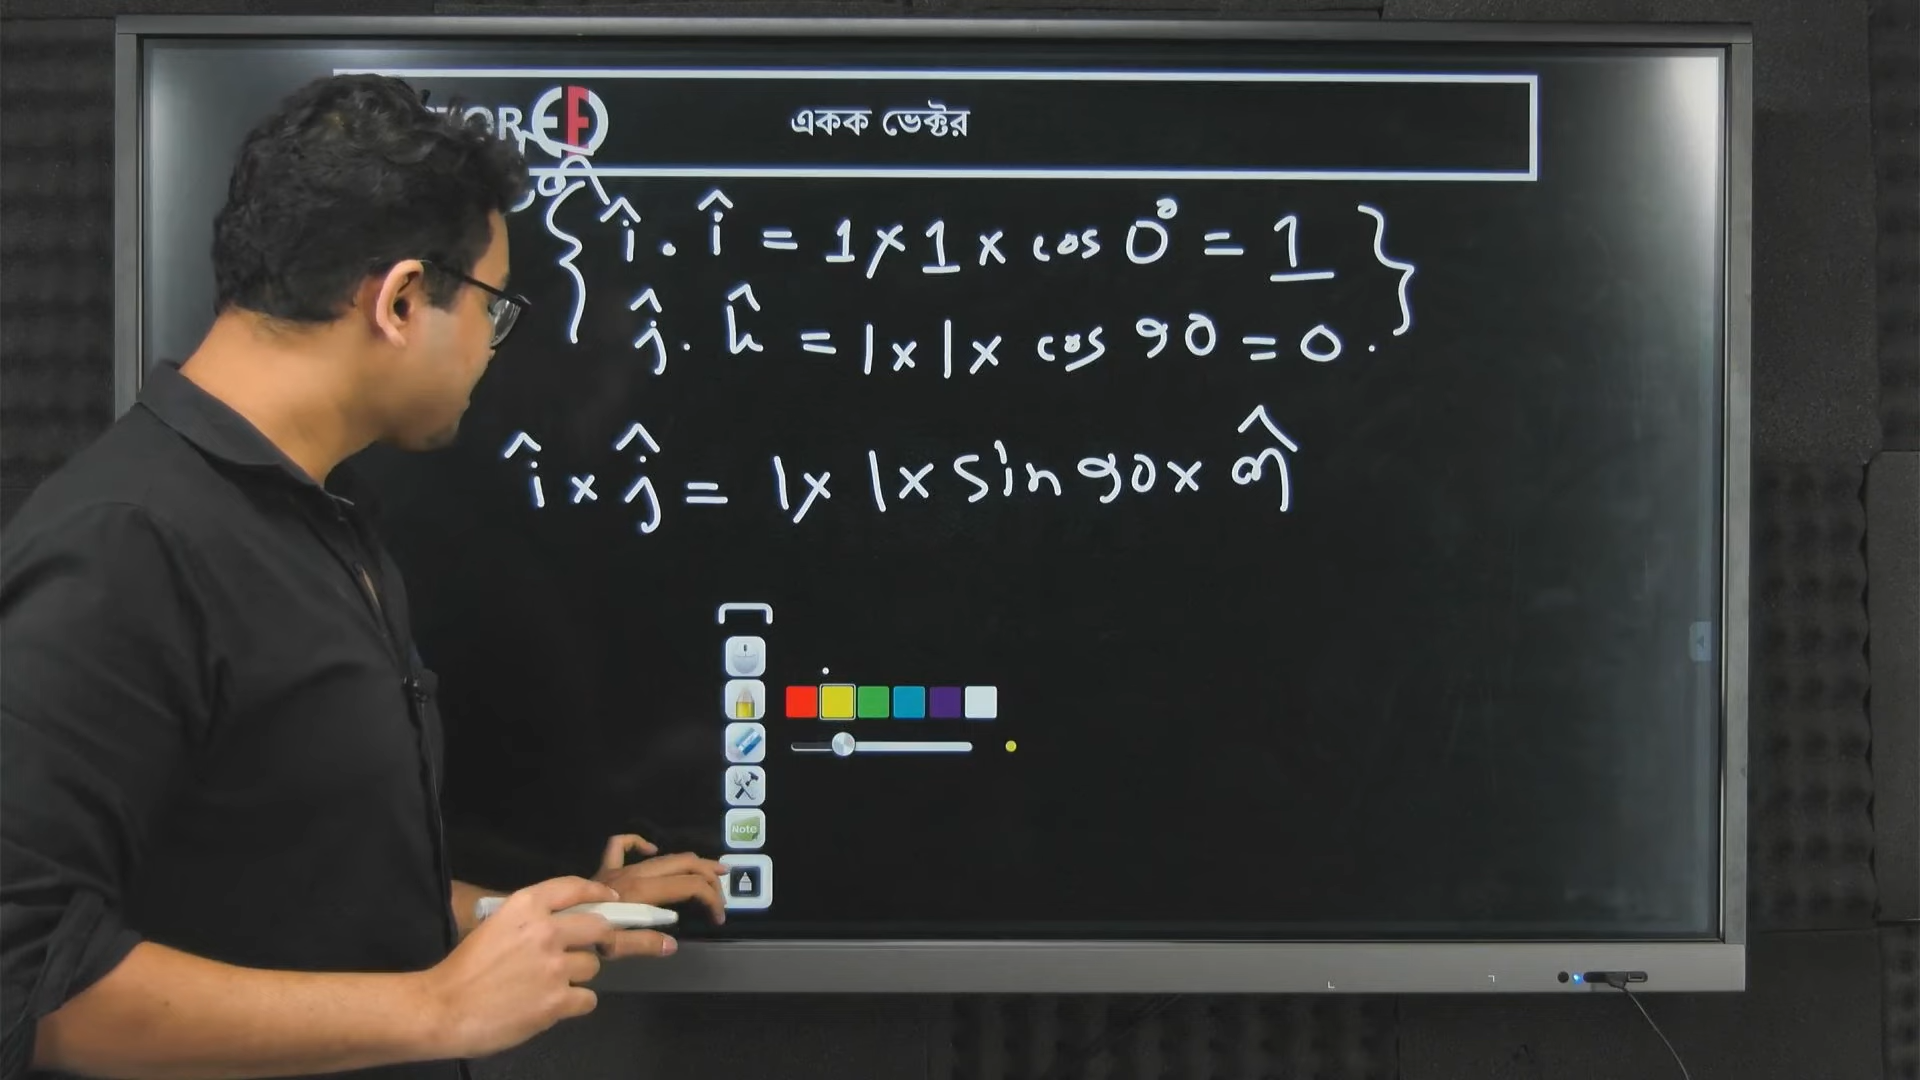 একক ভেক্টর
î . î = 1 × 1 × cos 0° = 1
ĵ . k̂ = 1 × 1 × cos 90 = 0 .
î × ĵ = 1 × 1 × sin 90 × η̂
Note